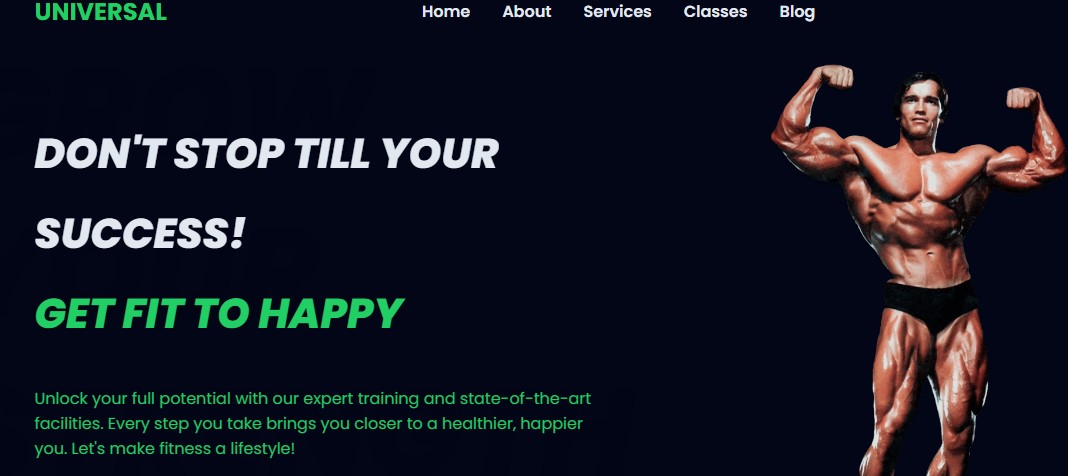 UNIVERSAL
Home About Services Classes Blog
DON'T STOP TILL YOUR
SUCCESS!
GET FIT TO HAPPY
Unlock your full potential with our expert training and state-of-the-art
facilities. Every step you take brings you closer to a healthier, happier
you. Let's make fitness a lifestyle!